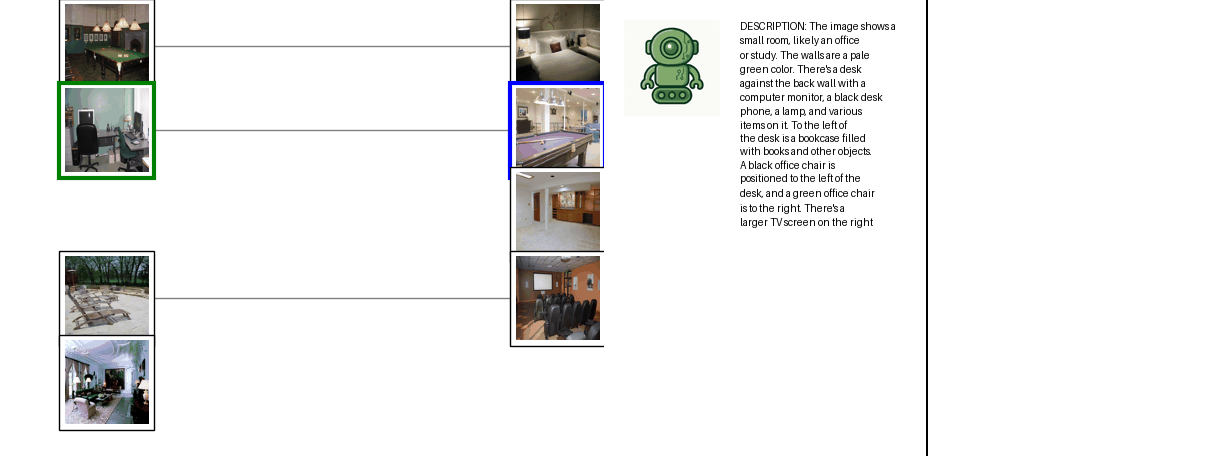 DESCRIPTION: The image shows a
small room, likely an office
or study. The walls are a pale
green color. There's a desk
against the back wall with a
computer monitor, a black desk
phone, a lamp, and various
items on it. To the left of
the desk is a bookcase filled
with books and other objects.
A black office chair is
positioned to the left of the
desk, and a green office chair
is to the right. There's a
larger TV screen on the right